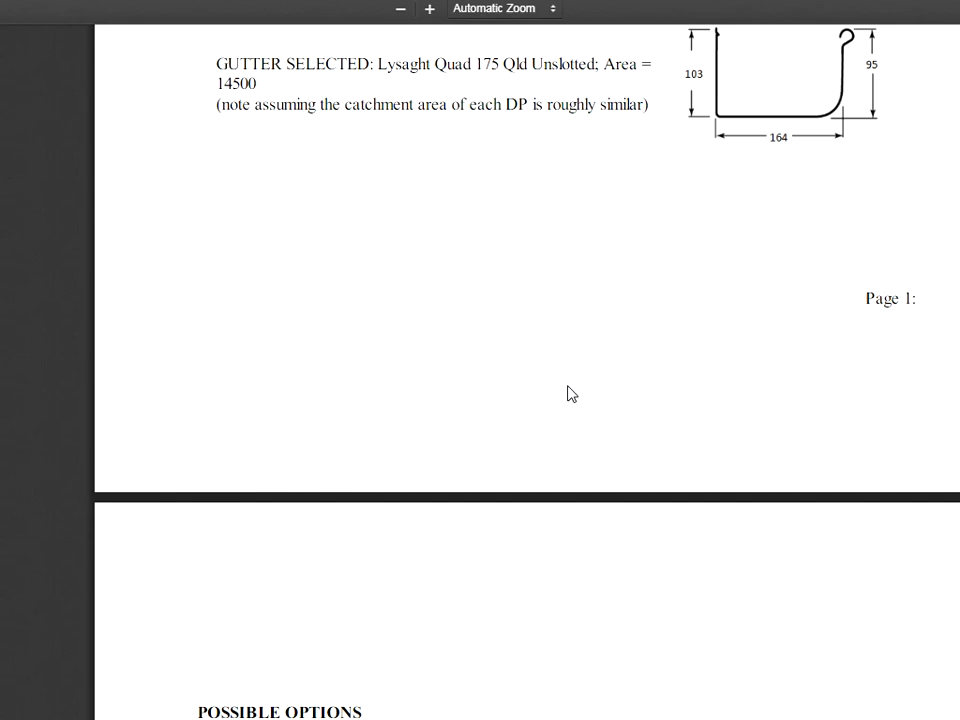 Automatic Zoom
GUTTER SELECTED: Lysaght Quad 175 Qld Unslotted; Area =
14500
(note assuming the catchment area of each DP is roughly similar)
103
95
164
Page 1:
POSSIBLE OPTIONS